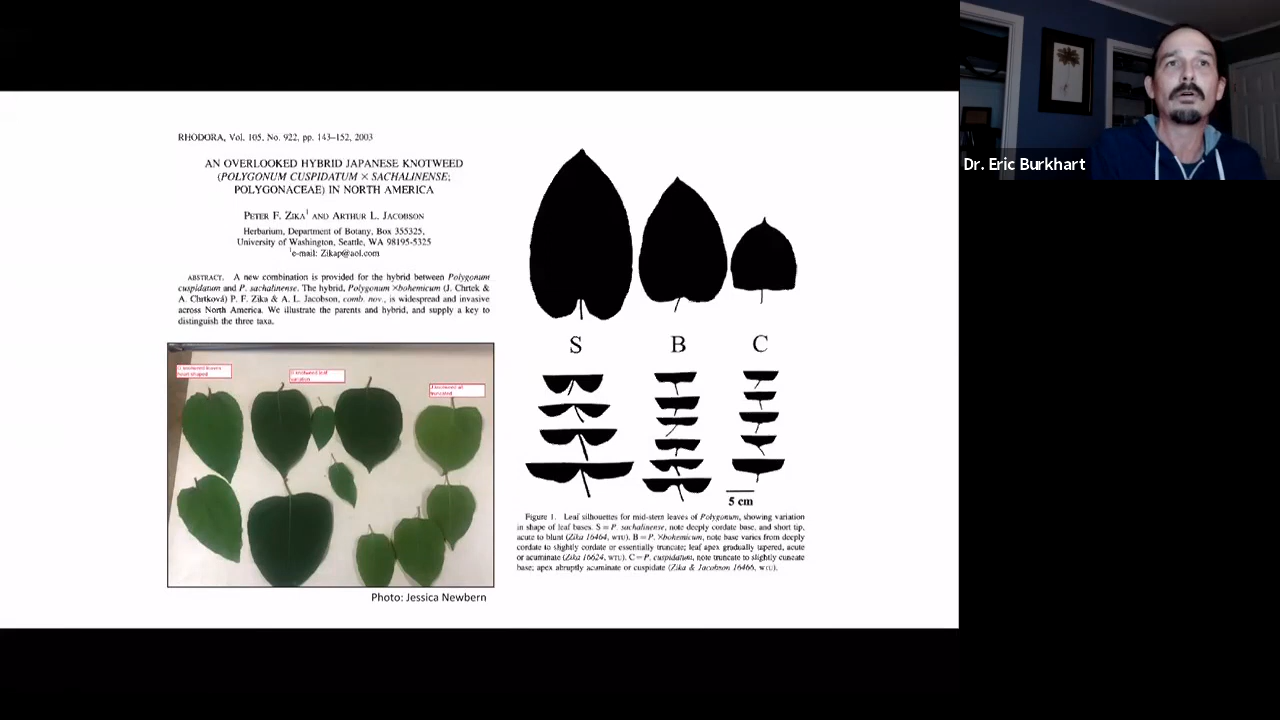 RHODORA, Vol. 105, No. 922, pp. 143–152, 2003
AN OVERLOOKED HYBRID JAPANESE KNOTWEED
(POLYGONUM CUSPIDATUM × SACHALINENSE;
POLYGONACEAE) IN NORTH AMERICA
PETER F. ZIKA¹ AND ARTHUR L. JACOBSON
Herbarium, Department of Botany, Box 355325,
University of Washington, Seattle, WA 98195-5325
¹e-mail: Zikap@aol.com
ABSTRACT. A new combination is provided for the hybrid between Polygonum
cuspidatum and P. sachalinense. The hybrid, Polygonum ×bohemicum (J. Chrtek &
A. Chrtková) P. F. Zika & A. L. Jacobson, comb. nov., is widespread and invasive
across North America. We illustrate the parents and hybrid, and supply a key to
distinguish the three taxa.
heart shaped
variation
truncated
Photo: Jessica Newbern
S B C
5 cm
Figure 1. Leaf silhouettes for mid-stem leaves of Polygonum, showing variation
in shape of leaf bases. S = P. sachalinense, note deeply cordate base, and short tip,
acute to blunt (Zika 16464, WTU). B = P. ×bohemicum, note base varies from deeply
cordate to slightly cordate or essentially truncate; leaf apex gradually tapered, acute
or acuminate (Zika 16624, WTU). C = P. cuspidatum, note truncate to slightly cuneate
base; apex abruptly acuminate or cuspidate (Zika & Jacobson 16466, WTU).
Dr. Eric Burkhart